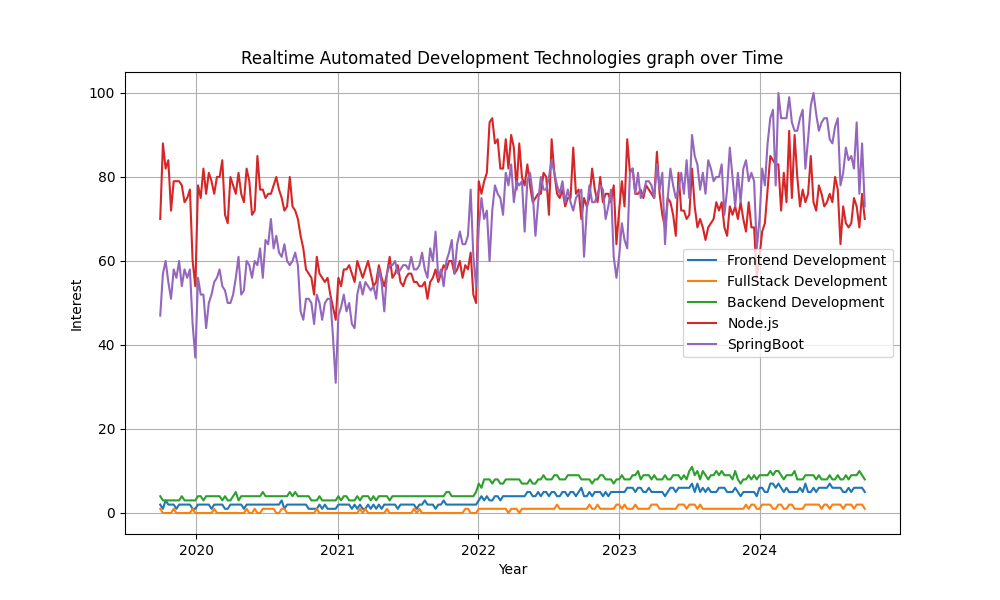 Realtime Automated Development Technologies graph over Time
100
80
60
40
20
0
Interest
Frontend Development
FullStack Development
Backend Development
Node.js
SpringBoot
2020
2021
2022
2023
2024
Year